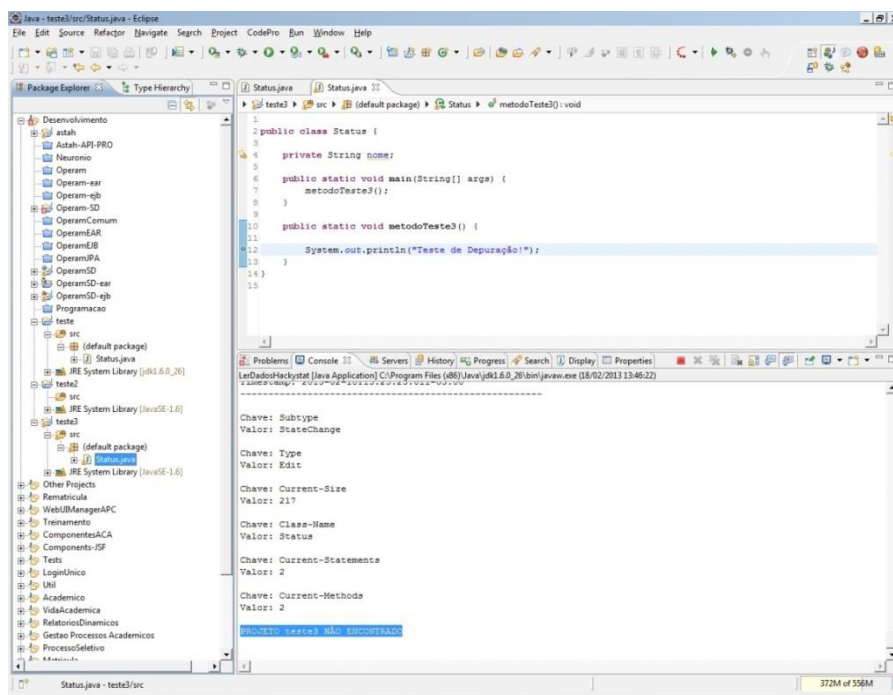 Java - teste3/src/Status.java - Eclipse
File Edit Source Refactor Navigate Search Project CodePro Run Window Help
Package Explorer Type Hierarchy
Desenvolvimento
astah
Astah-API-PRO
Neuronio
Operam
Operam-ear
Operam-ejb
Operam-SD
OperamComum
OperamEAR
OperamEJB
OperamJPA
OperamSD
OperamSD-ear
OperamSD-ejb
Programacao
teste
src
(default package)
Status.java
JRE System Library [jdk1.6.0_26]
teste2
src
JRE System Library [JavaSE-1.6]
teste3
src
(default package)
Status.java
JRE System Library [JavaSE-1.6]
Other Projects
Rematricula
WebUIManagerAPC
Treinamento
ComponentesACA
Components-JSF
Tests
LoginUnico
Util
Academico
VidaAcademica
RelatoriosDinamicos
Gestao Processos Academicos
ProcessoSeletivo
Matricula
Status.java Status.java
teste3 src (default package) Status metodoTeste3() : void
1
2 public class Status {
3
4 private String nome;
5
6 public static void main(String[] args) {
7 metodoTeste3();
8 }
9
10 public static void metodoTeste3() {
11
12 System.out.println("Teste de Depuração!");
13 }
14 }
15
Problems Console Servers History Progress Search Display Properties
LerDadosHackystat [Java Application] C:\Program Files (x86)\Java\jdk1.6.0_26\bin\javaw.exe (18/02/2013 13:46:22)
----------------------------------------------------------
Chave: Subtype
Valor: StateChange
Chave: Type
Valor: Edit
Chave: Current-Size
Valor: 217
Chave: Class-Name
Valor: Status
Chave: Current-Statements
Valor: 2
Chave: Current-Methods
Valor: 2
PROJETO teste3 NÃO ENCONTRADO
Status.java - teste3/src
372M of 556M